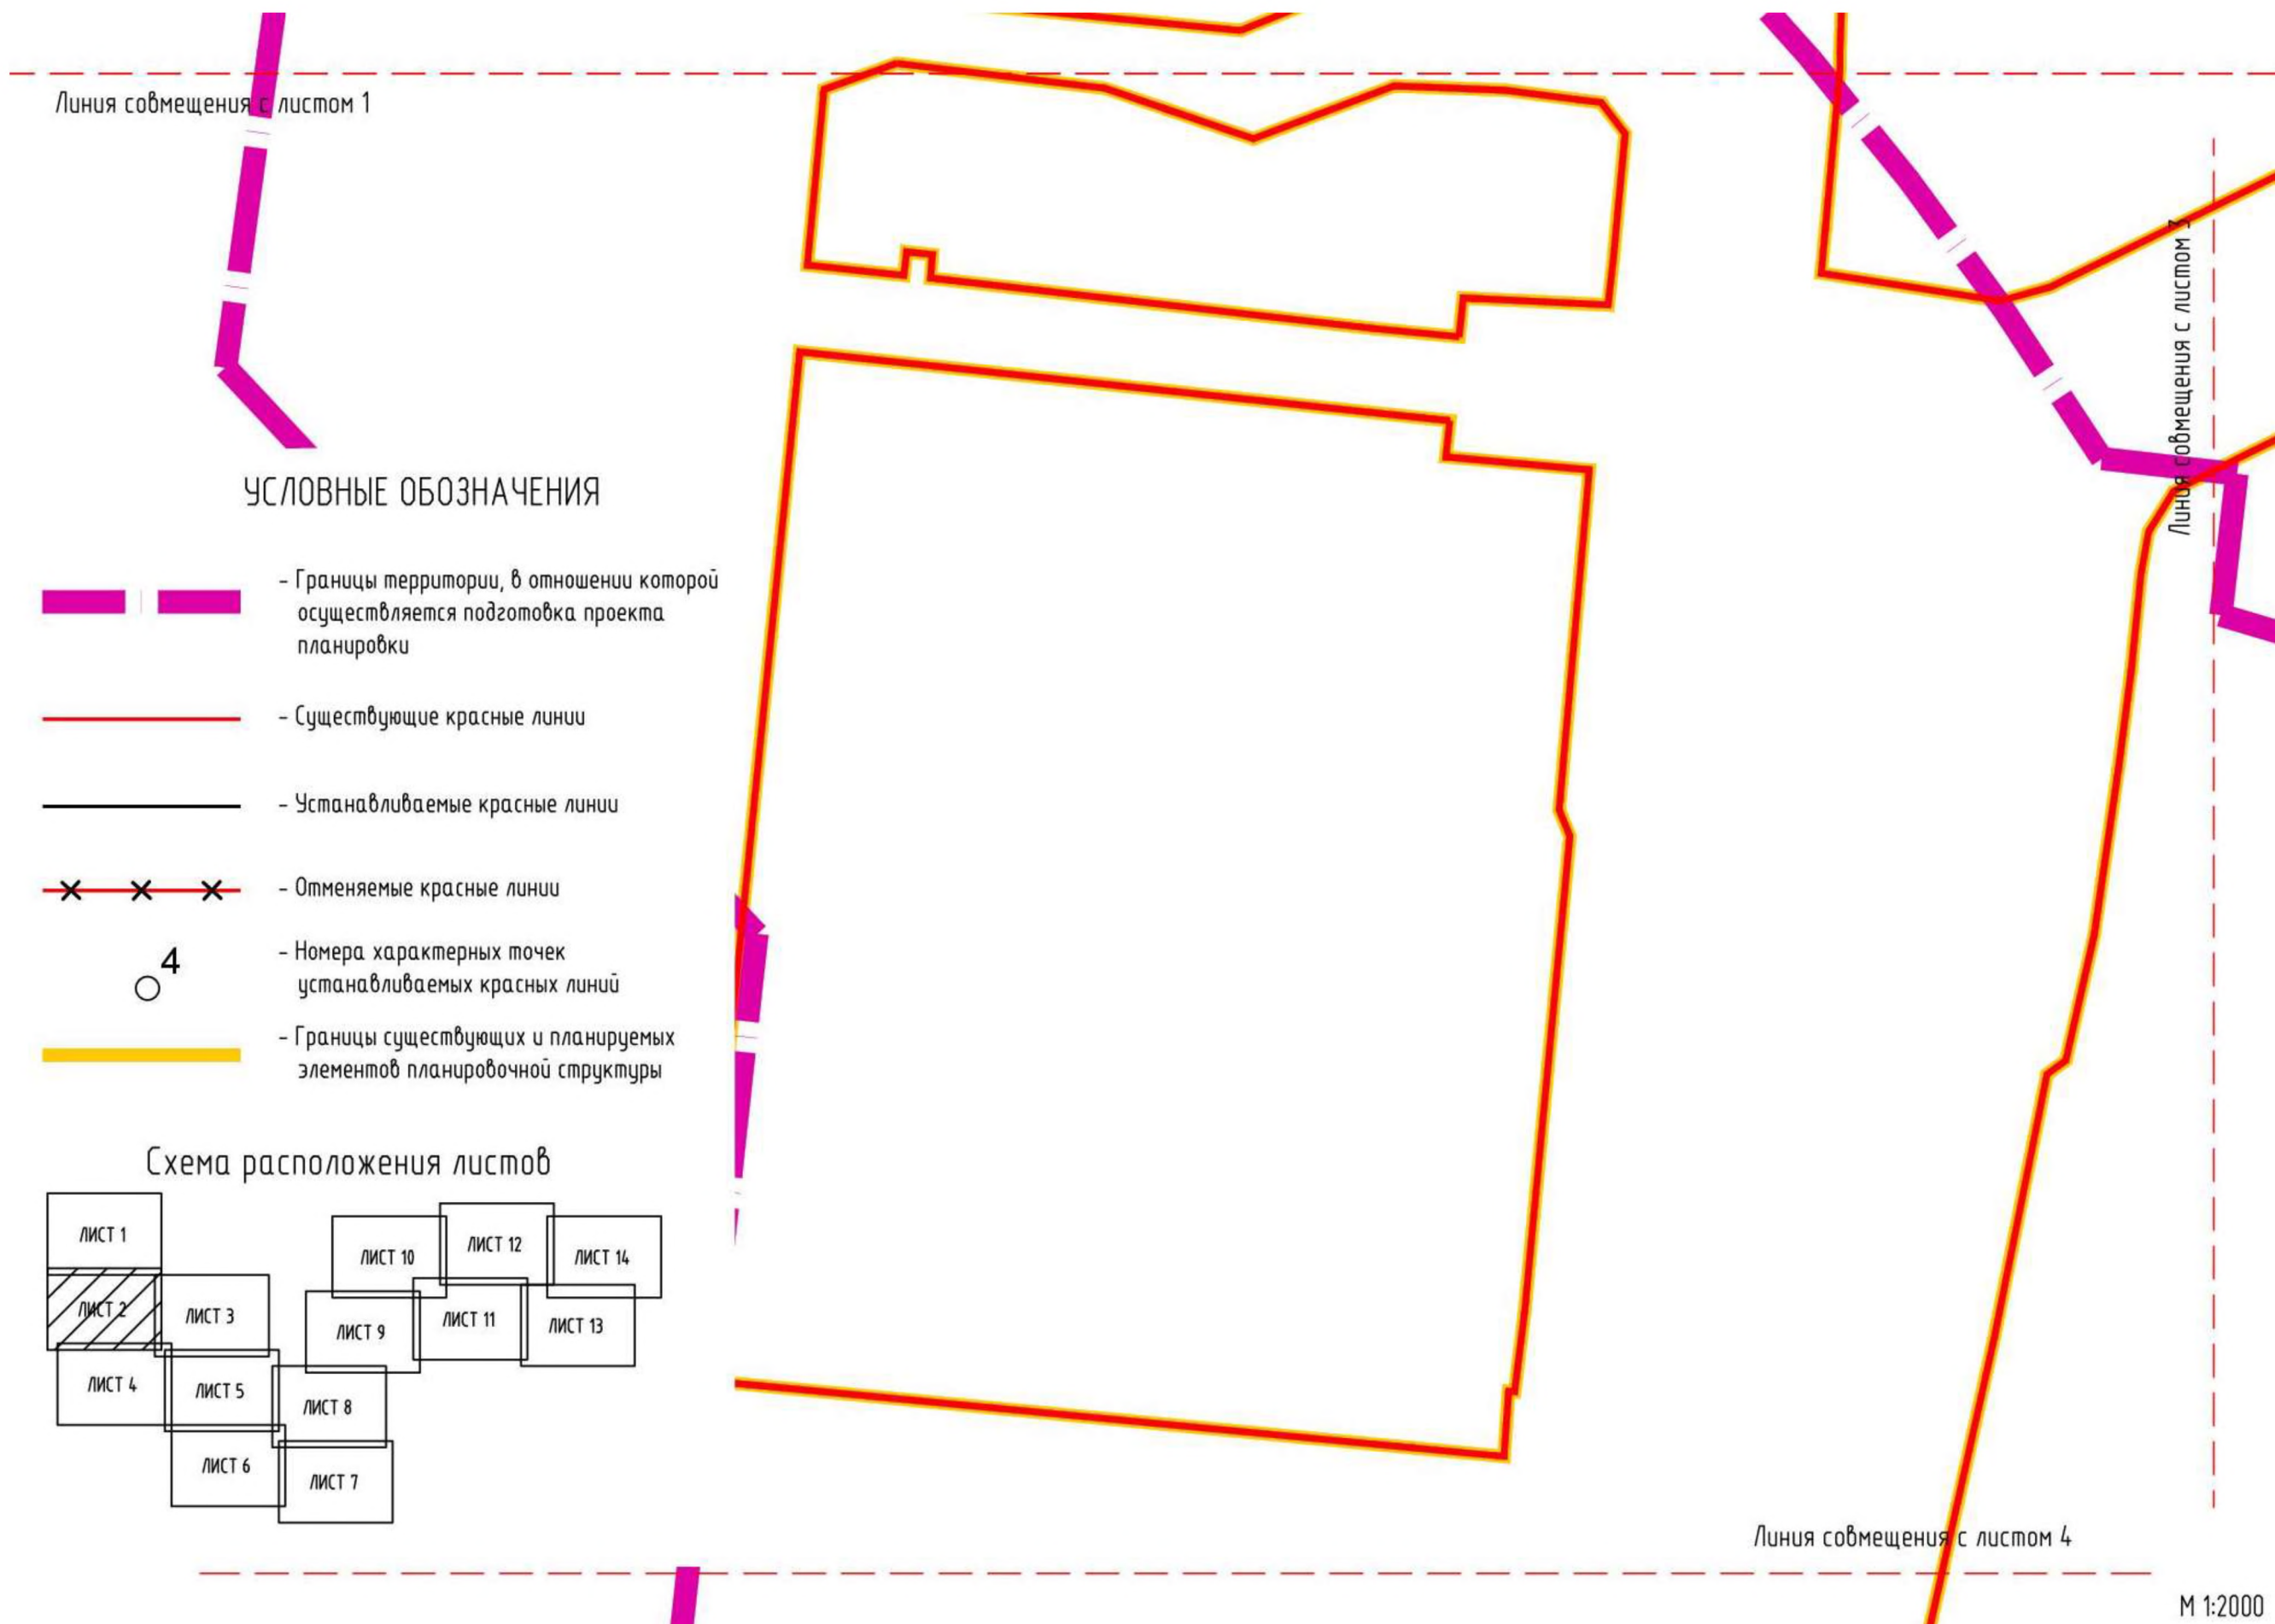 Линия совмещения с листом 1
Линия совмещения с листом 3
УСЛОВНЫЕ ОБОЗНАЧЕНИЯ
- Границы территории, в отношении которой
осуществляется подготовка проекта
планировки
- Существующие красные линии
- Устанавливаемые красные линии
- Отменяемые красные линии
4
- Номера характерных точек
устанавливаемых красных линий
- Границы существующих и планируемых
элементов планировочной структуры
Схема расположения листов
ЛИСТ 1
ЛИСТ 2
ЛИСТ 3
ЛИСТ 4
ЛИСТ 5
ЛИСТ 6
ЛИСТ 7
ЛИСТ 8
ЛИСТ 9
ЛИСТ 10
ЛИСТ 11
ЛИСТ 12
ЛИСТ 13
ЛИСТ 14
Линия совмещения с листом 4
М 1:2000